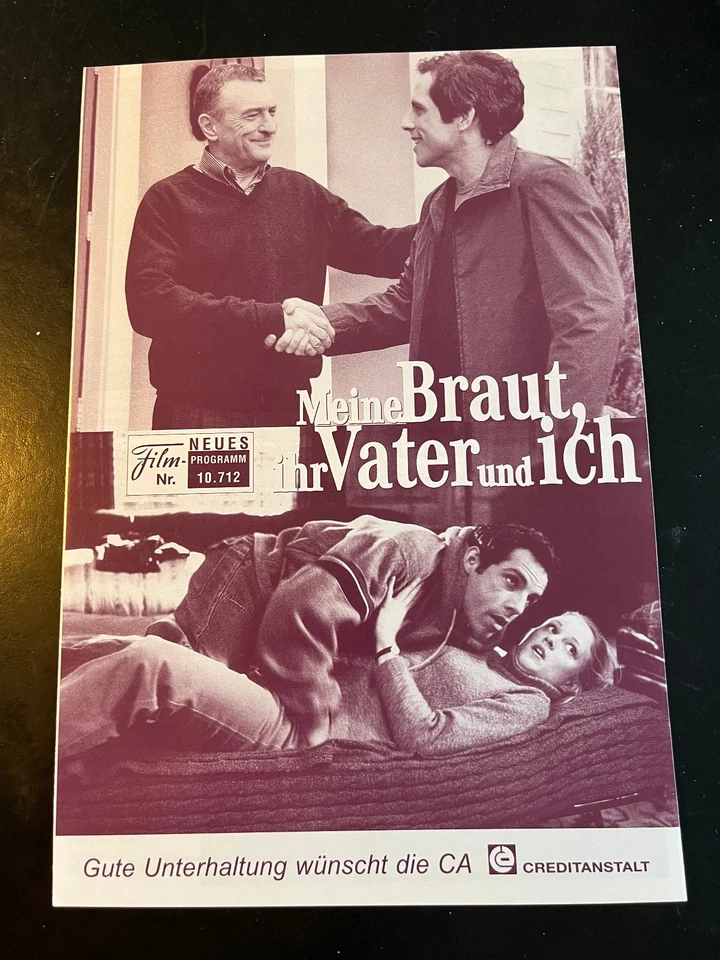 Meine Braut,
ihr Vater und ich
Film-
Nr.
NEUES
PROGRAMM
10.712
Gute Unterhaltung wünscht die CA CREDITANSTALT